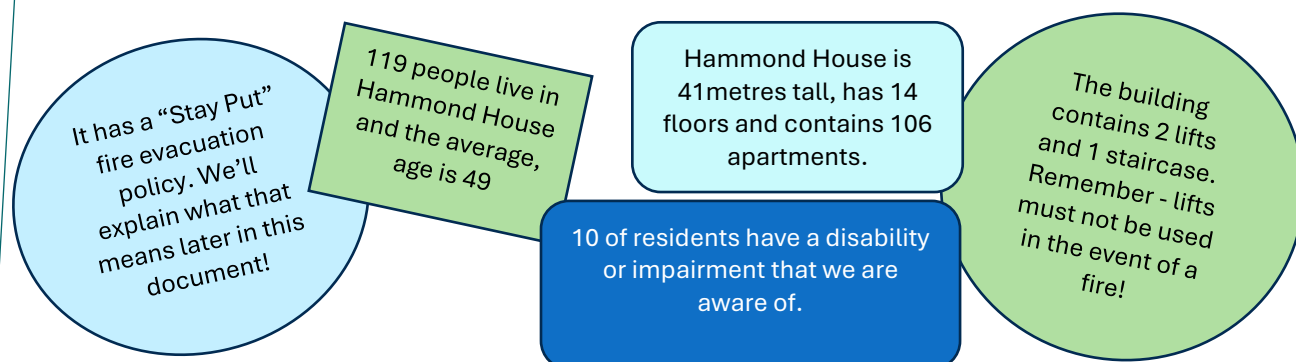 It has a “Stay Put”
fire evacuation
policy. We’ll
explain what that
means later in this
document!
119 people live in
Hammond House
and the average,
age is 49
Hammond House is
41metres tall, has 14
floors and contains 106
apartments.
10 of residents have a disability
or impairment that we are
aware of.
The building
contains 2 lifts
and 1 staircase.
Remember - lifts
must not be used
in the event of a
fire!